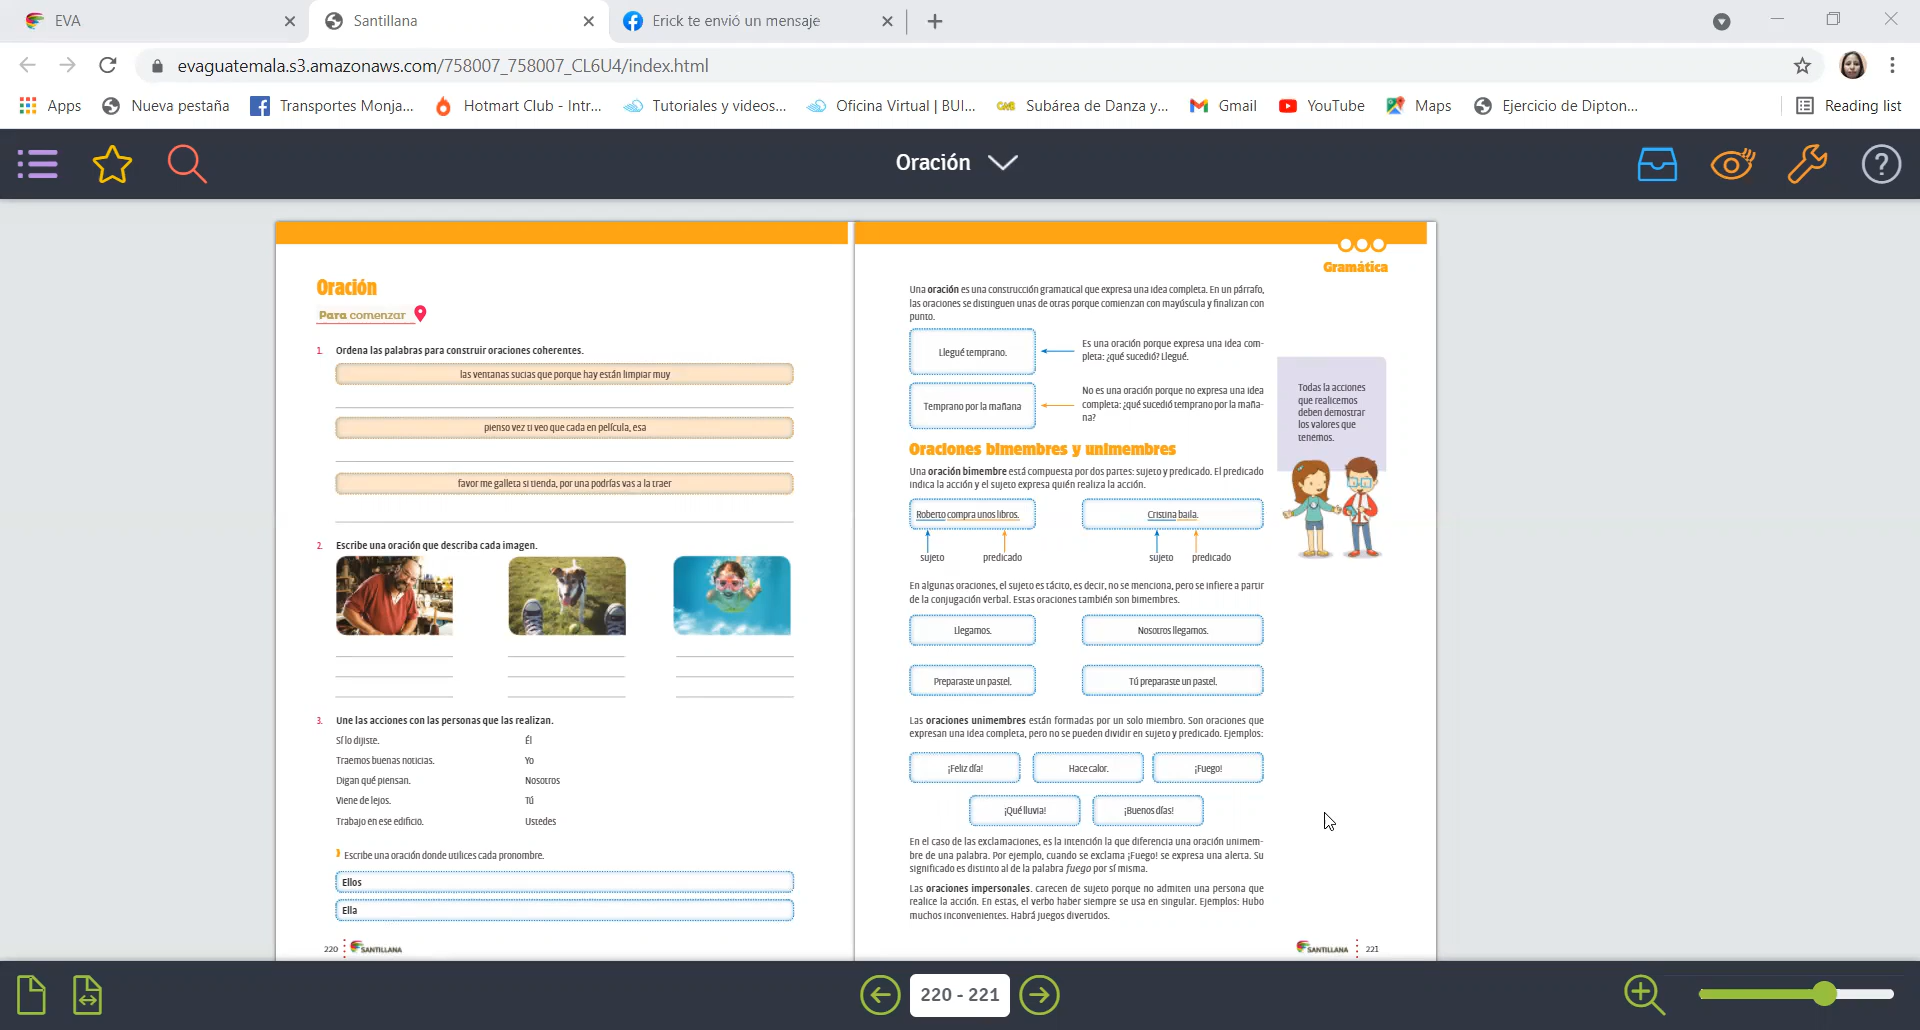 EVA
Santillana
Erick te envió un mensaje
evaguatemala.s3.amazonaws.com/758007_758007_CL6U4/index.html
Apps
Nueva pestaña
Transportes Monja...
Hotmart Club - Intr...
Tutoriales y videos...
Oficina Virtual | BUI...
Subárea de Danza y...
Gmail
YouTube
Maps
Ejercicio de Dipton...
Reading list
Oración
Oración
Para comenzar
1. Ordena las palabras para construir oraciones coherentes.
las ventanas sucias que porque hay están limpiar muy
pienso vez ti veo que cada en película, esa
favor me galleta si tienda, por una podrías vas a la traer
2. Escribe una oración que describa cada imagen.
3. Une las acciones con las personas que las realizan.
Sí lo dijiste. Él
Traemos buenas noticias. Yo
Digan qué piensan. Nosotros
Viene de lejos. Tú
Trabajo en ese edificio. Ustedes
Escribe una oración donde utilices cada pronombre.
Ellos
Ella
220 SANTILLANA
Gramática
Una oración es una construcción gramatical que expresa una idea completa. En un párrafo,
las oraciones se distinguen unas de otras porque comienzan con mayúscula y finalizan con
punto.
Llegué temprano.
Es una oración porque expresa una idea com-
pleta: ¿qué sucedió? Llegué.
Temprano por la mañana
No es una oración porque no expresa una idea
completa: ¿qué sucedió temprano por la maña-
na?
Todas la acciones
que realicemos
deben demostrar
los valores que
tenemos.
Oraciones bimembres y unimembres
Una oración bimembre está compuesta por dos partes: sujeto y predicado. El predicado
indica la acción y el sujeto expresa quién realiza la acción.
Roberto compra unos libros. Cristina baila.
sujeto predicado sujeto predicado
En algunas oraciones, el sujeto es tácito, es decir, no se menciona, pero se infiere a partir
de la conjugación verbal. Estas oraciones también son bimembres.
Llegamos. Nosotros llegamos.
Preparaste un pastel. Tú preparaste un pastel.
Las oraciones unimembres están formadas por un solo miembro. Son oraciones que
expresan una idea completa, pero no se pueden dividir en sujeto y predicado. Ejemplos:
¡Feliz día! Hace calor. ¡Fuego!
¡Qué lluvia! ¡Buenos días!
En el caso de las exclamaciones, es la intención la que diferencia una oración unimem-
bre de una palabra. Por ejemplo, cuando se exclama ¡Fuego! se expresa una alerta. Su
significado es distinto al de la palabra fuego por sí misma.
Las oraciones impersonales. carecen de sujeto porque no admiten una persona que
realice la acción. En estas, el verbo haber siempre se usa en singular. Ejemplos: Hubo
muchos inconvenientes. Habrá juegos divertidos.
SANTILLANA 221
220 - 221